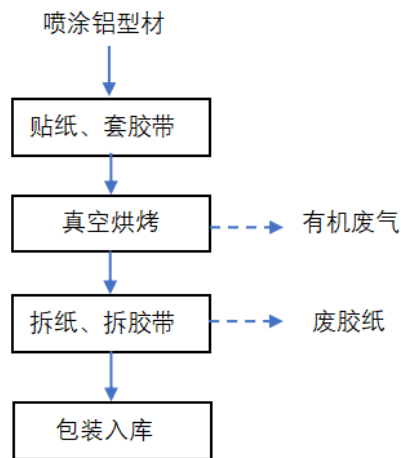 喷涂铝型材
贴纸、套胶带
真空烘烤
有机废气
拆纸、拆胶带
废胶纸
包装入库